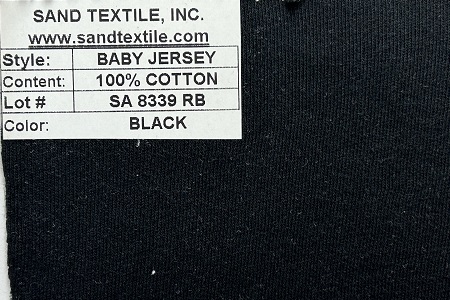 SAND TEXTILE, INC.
www.sandtextile.com
Style: BABY JERSEY
Content: 100% COTTON
Lot # SA 8339 RB
Color: BLACK